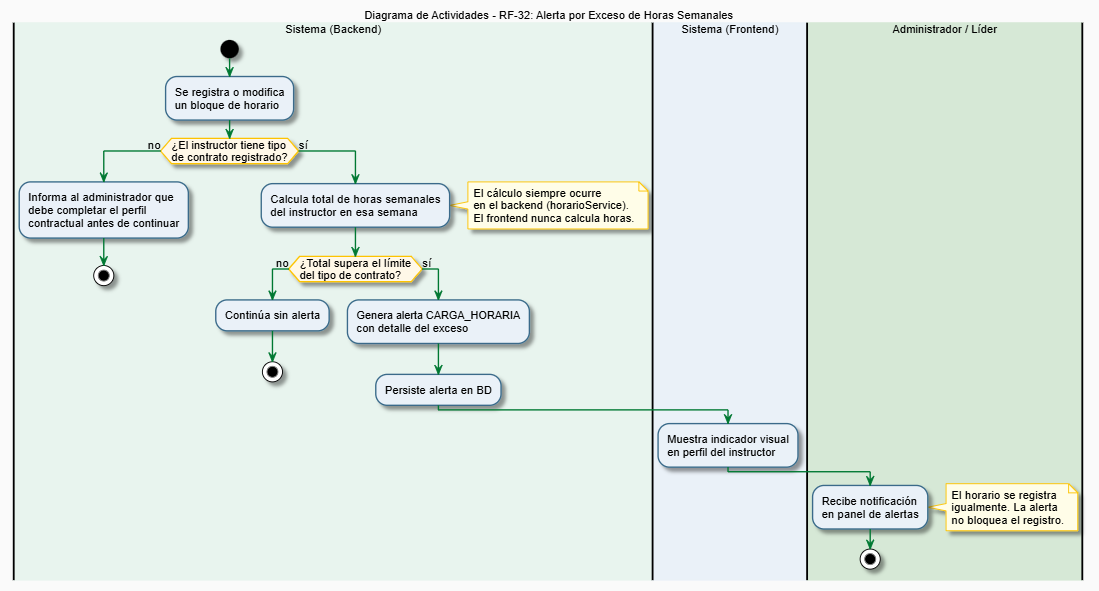 Diagrama de Actividades - RF-32: Alerta por Exceso de Horas Semanales
Sistema (Backend)
Sistema (Frontend)
Administrador / Líder
Se registra o modifica
un bloque de horario
no
¿El instructor tiene tipo
de contrato registrado?
sí
Informa al administrador que
debe completar el perfil
contractual antes de continuar
Calcula total de horas semanales
del instructor en esa semana
El cálculo siempre ocurre
en el backend (horarioService).
El frontend nunca calcula horas.
no
¿Total supera el límite
del tipo de contrato?
sí
Continúa sin alerta
Genera alerta CARGA_HORARIA
con detalle del exceso
Persiste alerta en BD
Muestra indicador visual
en perfil del instructor
Recibe notificación
en panel de alertas
El horario se registra
igualmente. La alerta
no bloquea el registro.